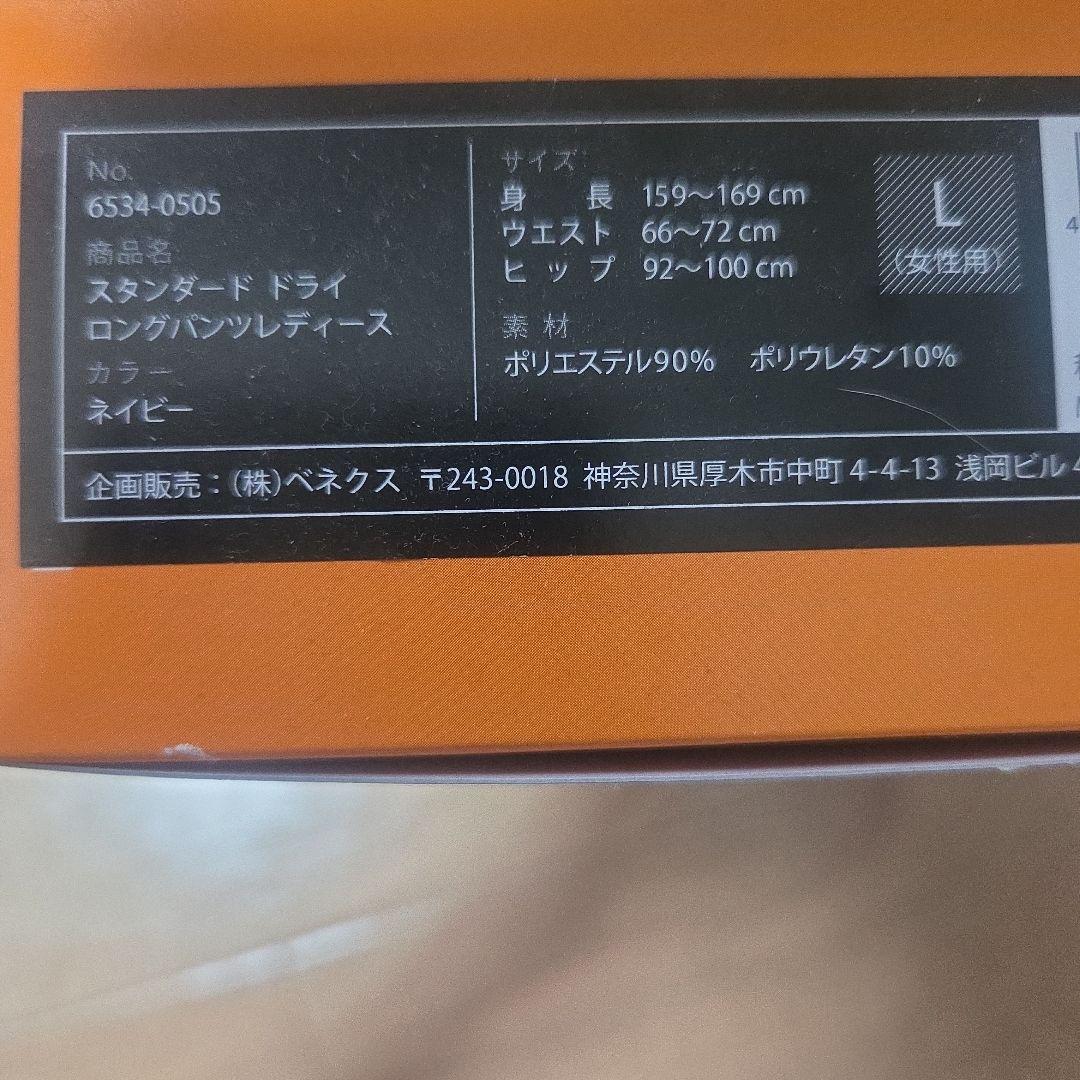 No.
6534-0505
商品名
スタンダード ドライ
ロングパンツレディース
カラー
ネイビー
サイズ
身 長 159〜169 cm
ウエスト 66〜72 cm
ヒップ 92〜100 cm
素 材
ポリエステル90% ポリウレタン10%
L
(女性用)
企画販売：(株)ベネクス 〒243-0018 神奈川県厚木市中町 4-4-13 浅岡ビル 4
4